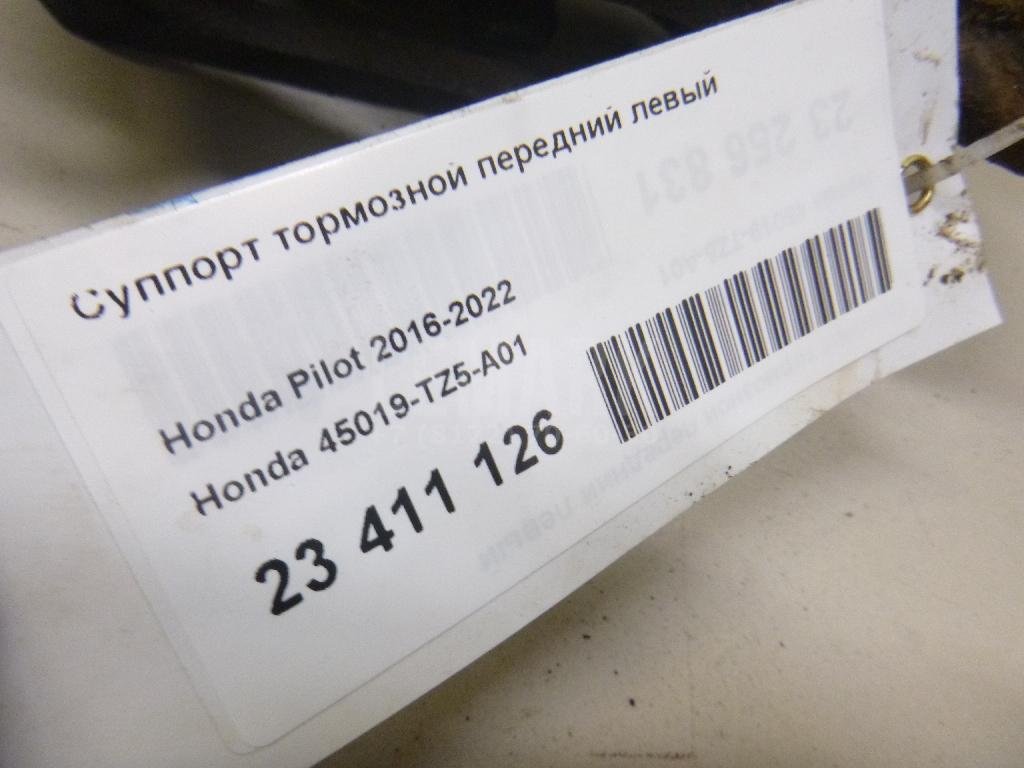 Суппорт тормозной передний левый
Honda Pilot 2016-2022
Honda 45019-TZ5-A01
23 411 126